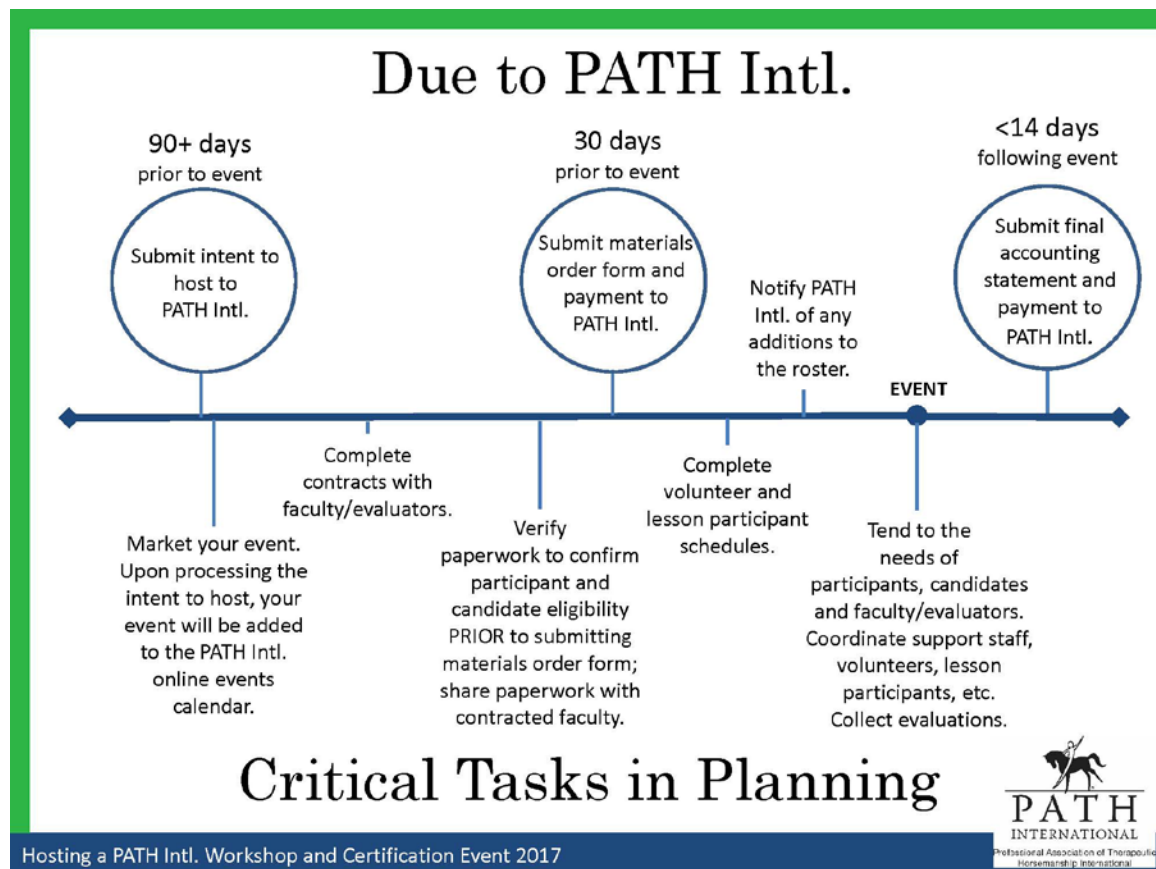 Due to PATH Intl.
90+ days
prior to event
Submit intent to
host to
PATH Intl.
30 days
prior to event
Submit materials
order form and
payment to
PATH Intl.
Notify PATH
Intl. of any
additions to
the roster.
<14 days
following event
Submit final
accounting
statement and
payment to
PATH Intl.
EVENT
Market your event.
Upon processing the
intent to host, your
event will be added
to the PATH Intl.
online events
calendar.
Complete
contracts with
faculty/evaluators.
Verify
paperwork to confirm
participant and
candidate eligibility
PRIOR to submitting
materials order form;
share paperwork with
contracted faculty.
Complete
volunteer and
lesson participant
schedules.
Tend to the
needs of
participants, candidates
and faculty/evaluators.
Coordinate support staff,
volunteers, lesson
participants, etc.
Collect evaluations.
Critical Tasks in Planning
PATH
INTERNATIONAL
Professional Association of Therapeutic
Horsemanship International
Hosting a PATH Intl. Workshop and Certification Event 2017